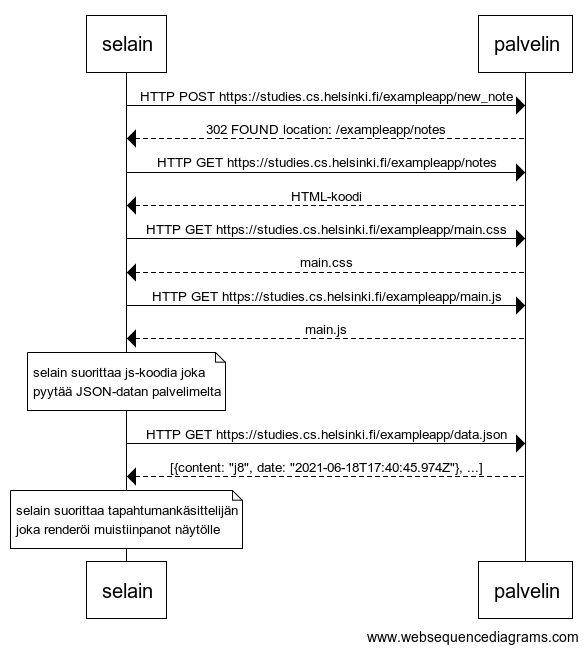 selain
palvelin
HTTP POST https://studies.cs.helsinki.fi/exampleapp/new_note
302 FOUND location: /exampleapp/notes
HTTP GET https://studies.cs.helsinki.fi/exampleapp/notes
HTML-koodi
HTTP GET https://studies.cs.helsinki.fi/exampleapp/main.css
main.css
HTTP GET https://studies.cs.helsinki.fi/exampleapp/main.js
main.js
selain suorittaa js-koodia joka
pyytää JSON-datan palvelimelta
HTTP GET https://studies.cs.helsinki.fi/exampleapp/data.json
[{content: "j8", date: "2021-06-18T17:40:45.974Z"}, ...]
selain suorittaa tapahtumankäsittelijän
joka renderöi muistiinpanot näytölle
selain
palvelin
www.websequencediagrams.com